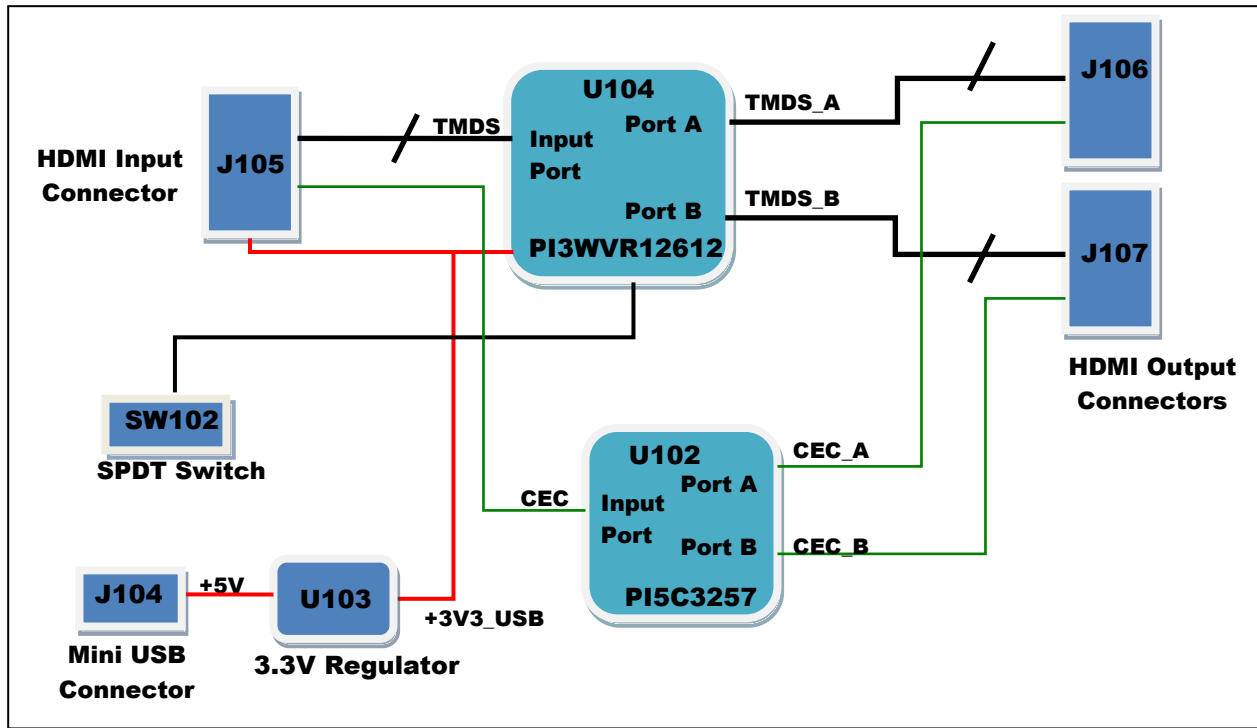 J105
HDMI Input
Connector
TMDS
U104
Input
Port
Port A
Port B
PI3WVR12612
TMDS_A
TMDS_B
J106
J107
HDMI Output
Connectors
SW102
SPDT Switch
CEC
U102
Input
Port
Port A
Port B
PI5C3257
CEC_A
CEC_B
J104
Mini USB
Connector
+5V
U103
3.3V Regulator
+3V3_USB